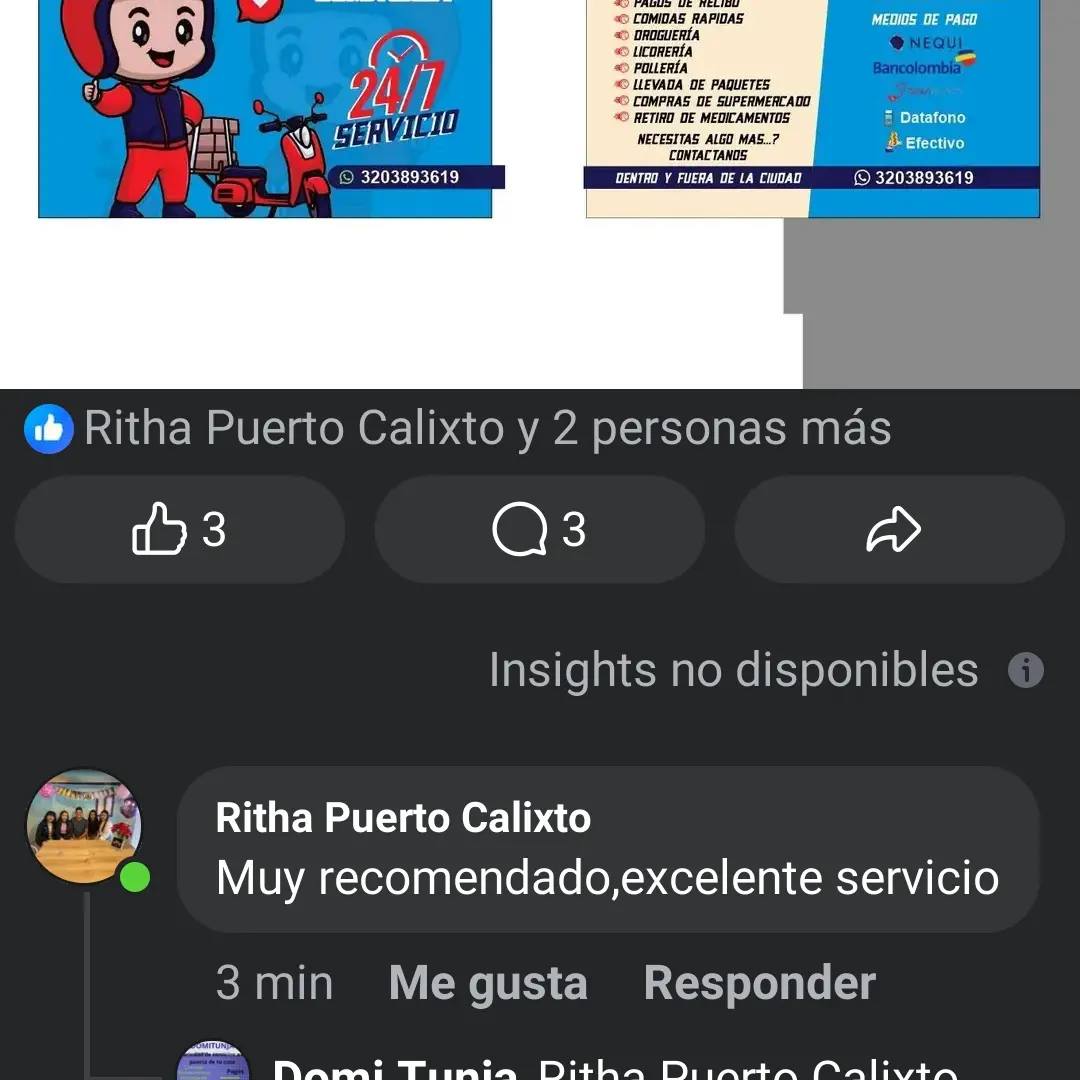 24/7
SERVICIO
3203893619
PAGOS DE RECIBO
COMIDAS RAPIDAS
DROGUERÍA
LICORERÍA
POLLERÍA
LLEVADA DE PAQUETES
COMPRAS DE SUPERMERCADO
RETIRO DE MEDICAMENTOS
NECESITAS ALGO MAS...?
CONTACTANOS
DENTRO Y FUERA DE LA CIUDAD
MEDIOS DE PAGO
NEQUI
Bancolombia
Datafono
Efectivo
3203893619
Ritha Puerto Calixto y 2 personas más
3
3
Insights no disponibles
Ritha Puerto Calixto
Muy recomendado,excelente servicio
3 min Me gusta Responder
Domi Tunja Ritha Puerto Calixto